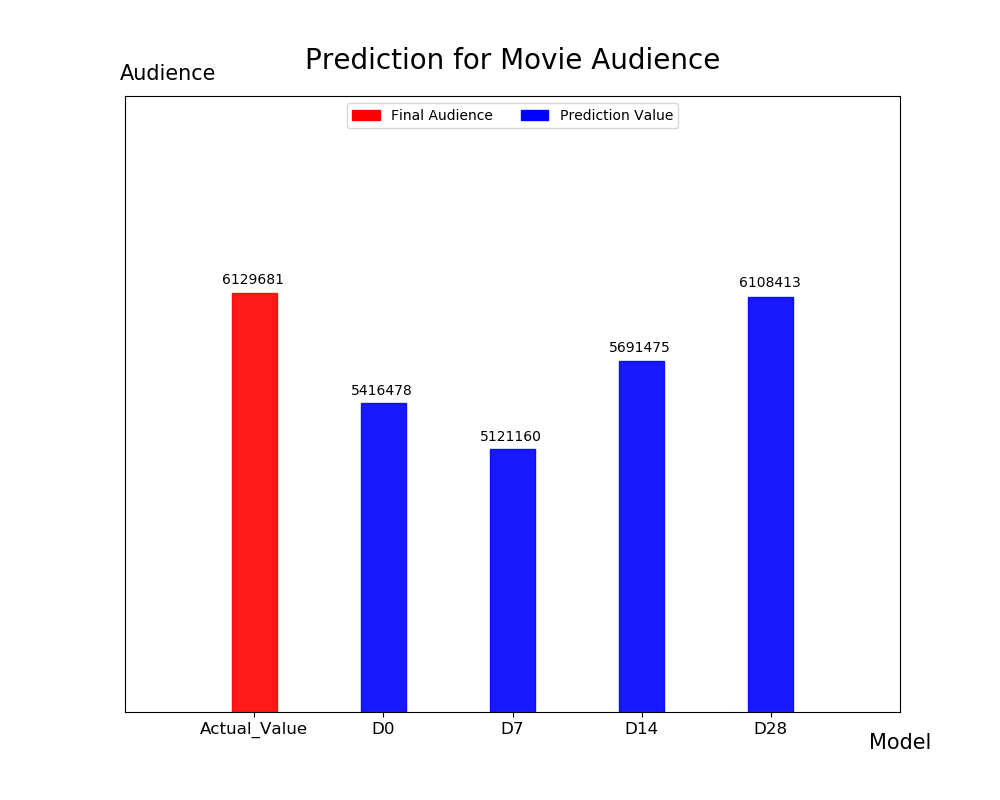 Prediction for Movie Audience
Audience
Final Audience
Prediction Value
6129681
5416478
5121160
5691475
6108413
Actual_Value
D0
D7
D14
D28
Model